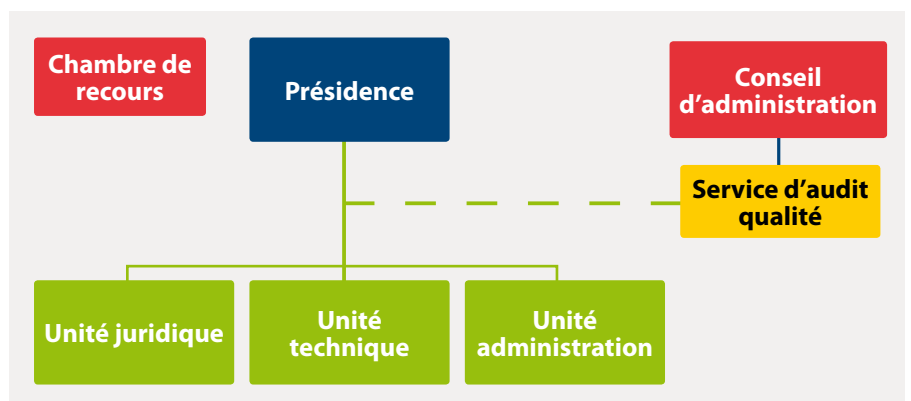 Chambre de
recours
Présidence
Conseil
d’administration
Service d’audit
qualité
Unité juridique
Unité
technique
Unité
administration